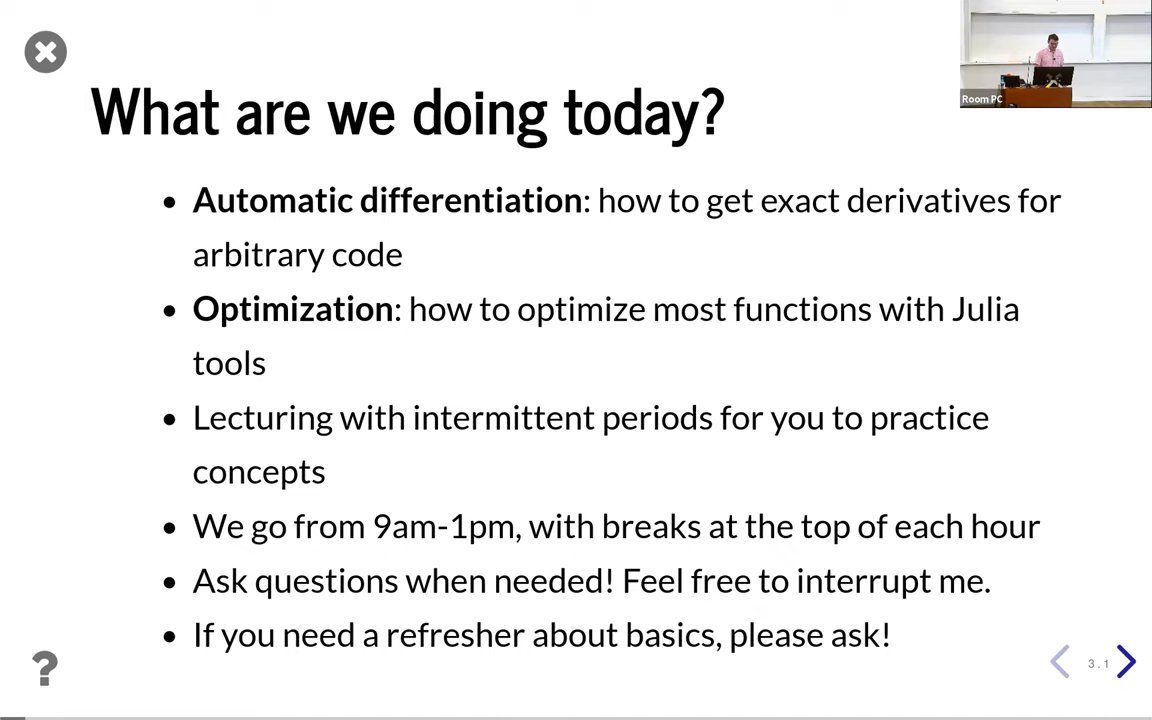 What are we doing today?
Room PC
• Automatic differentiation: how to get exact derivatives for
arbitrary code
• Optimization: how to optimize most functions with Julia
tools
• Lecturing with intermittent periods for you to practice
concepts
• We go from 9am-1pm, with breaks at the top of each hour
• Ask questions when needed! Feel free to interrupt me.
• If you need a refresher about basics, please ask!
?
3.1